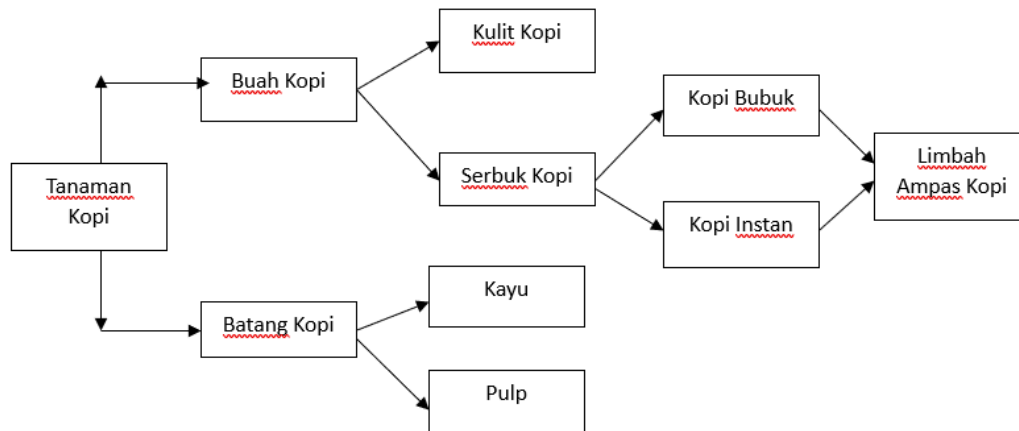 Kulit Kopi
Buah Kopi
Kopi Bubuk
Limbah
Ampas Kopi
Serbuk Kopi
Tanaman
Kopi
Kopi Instan
Kayu
Batang Kopi
Pulp